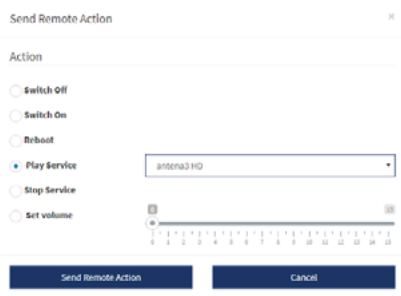 Send Remote Action ×
Action
Switch Off
Switch On
Reboot
Play Service antena3 HD
Stop Service
Set volume 0 15
0 1 2 3 4 5 6 7 8 9 10 11 12 13 14 15
Send Remote Action Cancel